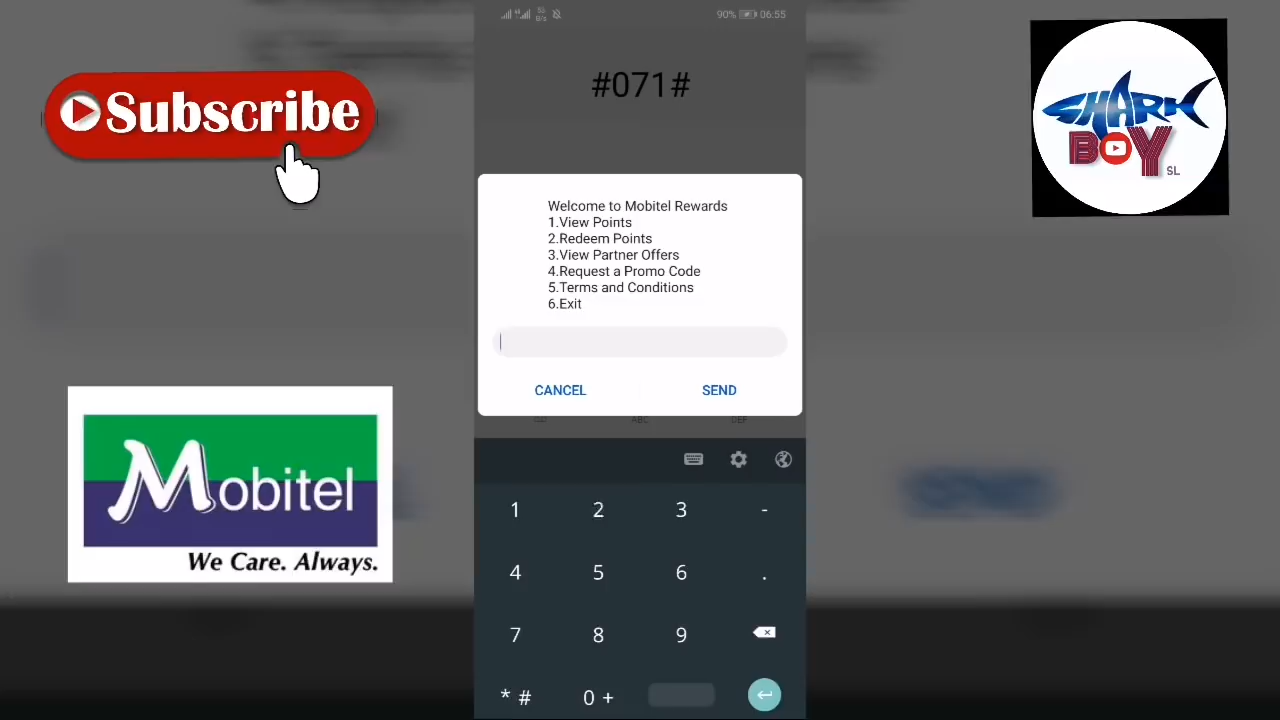 90% 06:55
#071#
Subscribe
SHARK
BOY
SL
Welcome to Mobitel Rewards
1.View Points
2.Redeem Points
3.View Partner Offers
4.Request a Promo Code
5.Terms and Conditions
6.Exit
CANCEL SEND
ABC DEF
Mobitel
We Care. Always.
1 2 3 -
4 5 6 .
7 8 9
* # 0 +